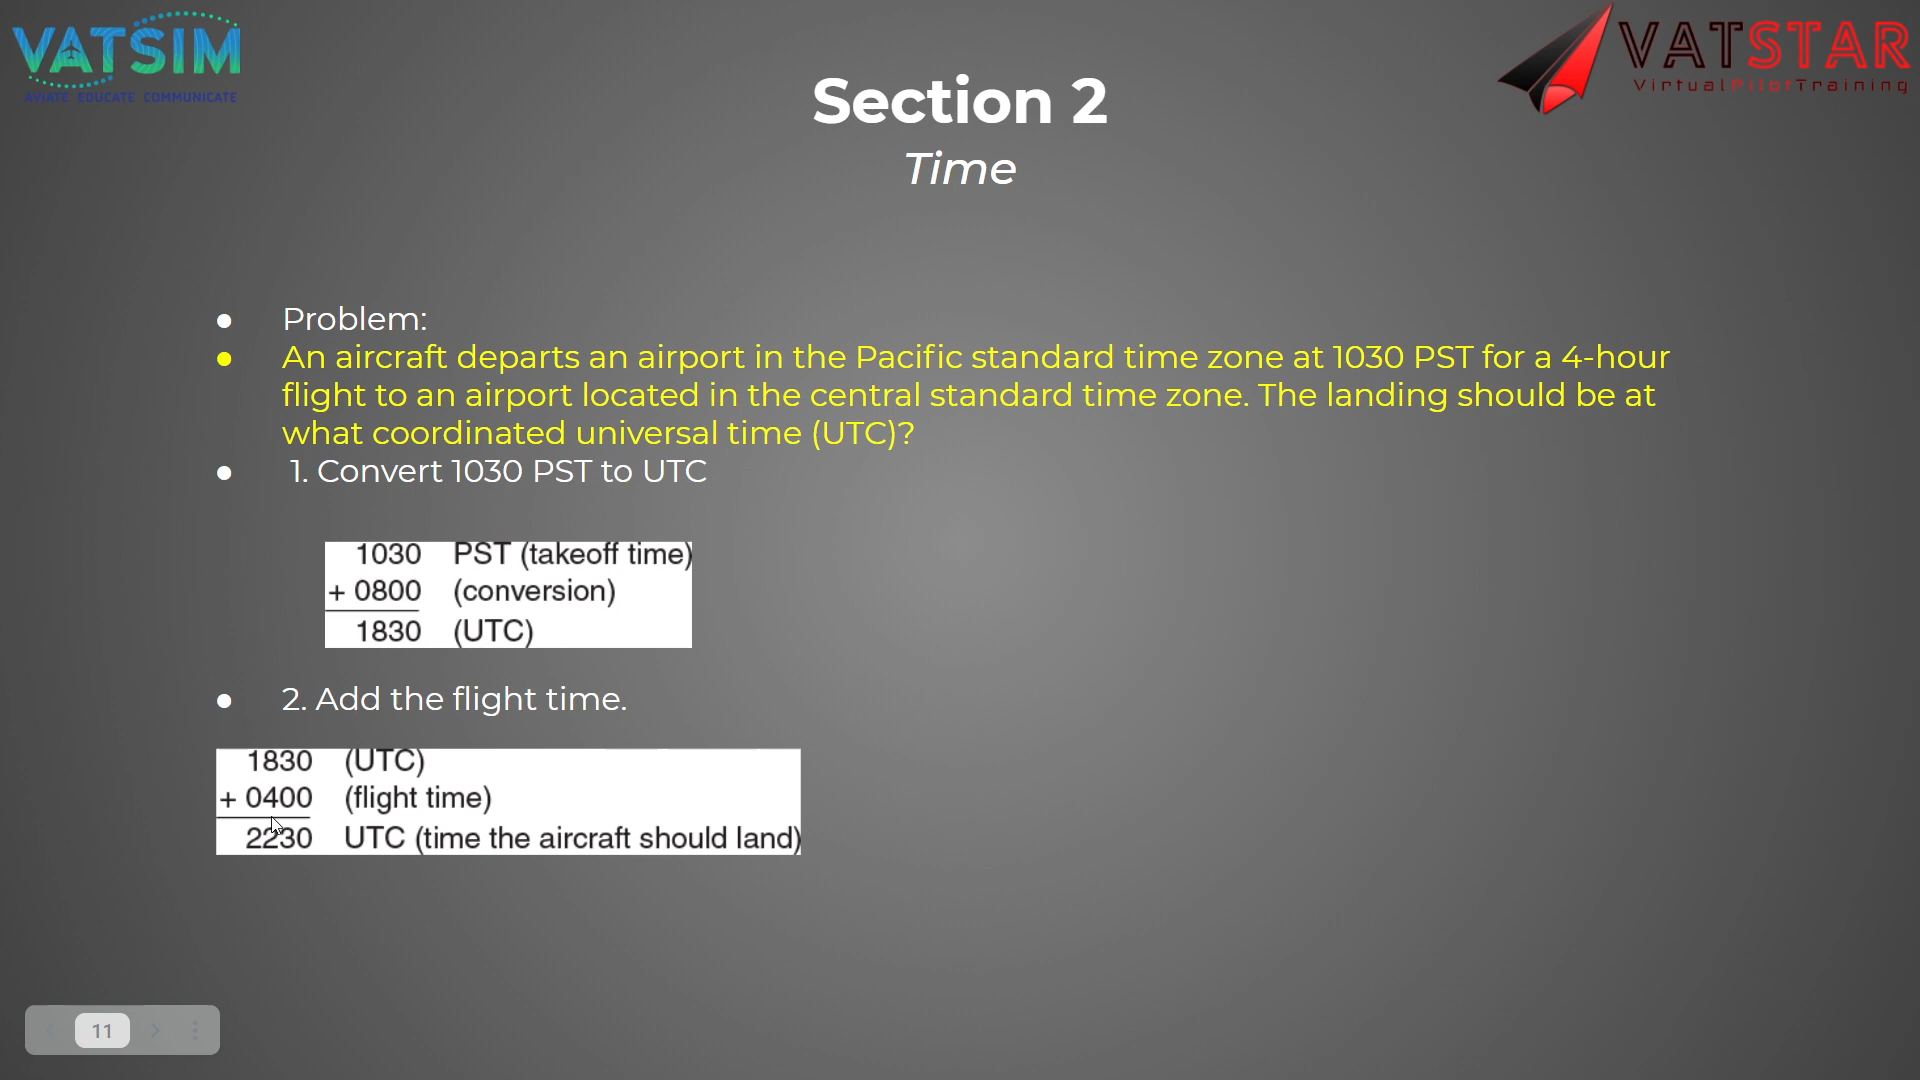 VATSIM
AVIATE EDUCATE COMMUNICATE
VATSTAR
VirtualPilotTraining
Section 2
Time
● Problem:
● An aircraft departs an airport in the Pacific standard time zone at 1030 PST for a 4-hour
flight to an airport located in the central standard time zone. The landing should be at
what coordinated universal time (UTC)?
● 1. Convert 1030 PST to UTC
1030 PST (takeoff time)
+ 0800 (conversion)
1830 (UTC)
● 2. Add the flight time.
1830 (UTC)
+ 0400 (flight time)
2230 UTC (time the aircraft should land)
11